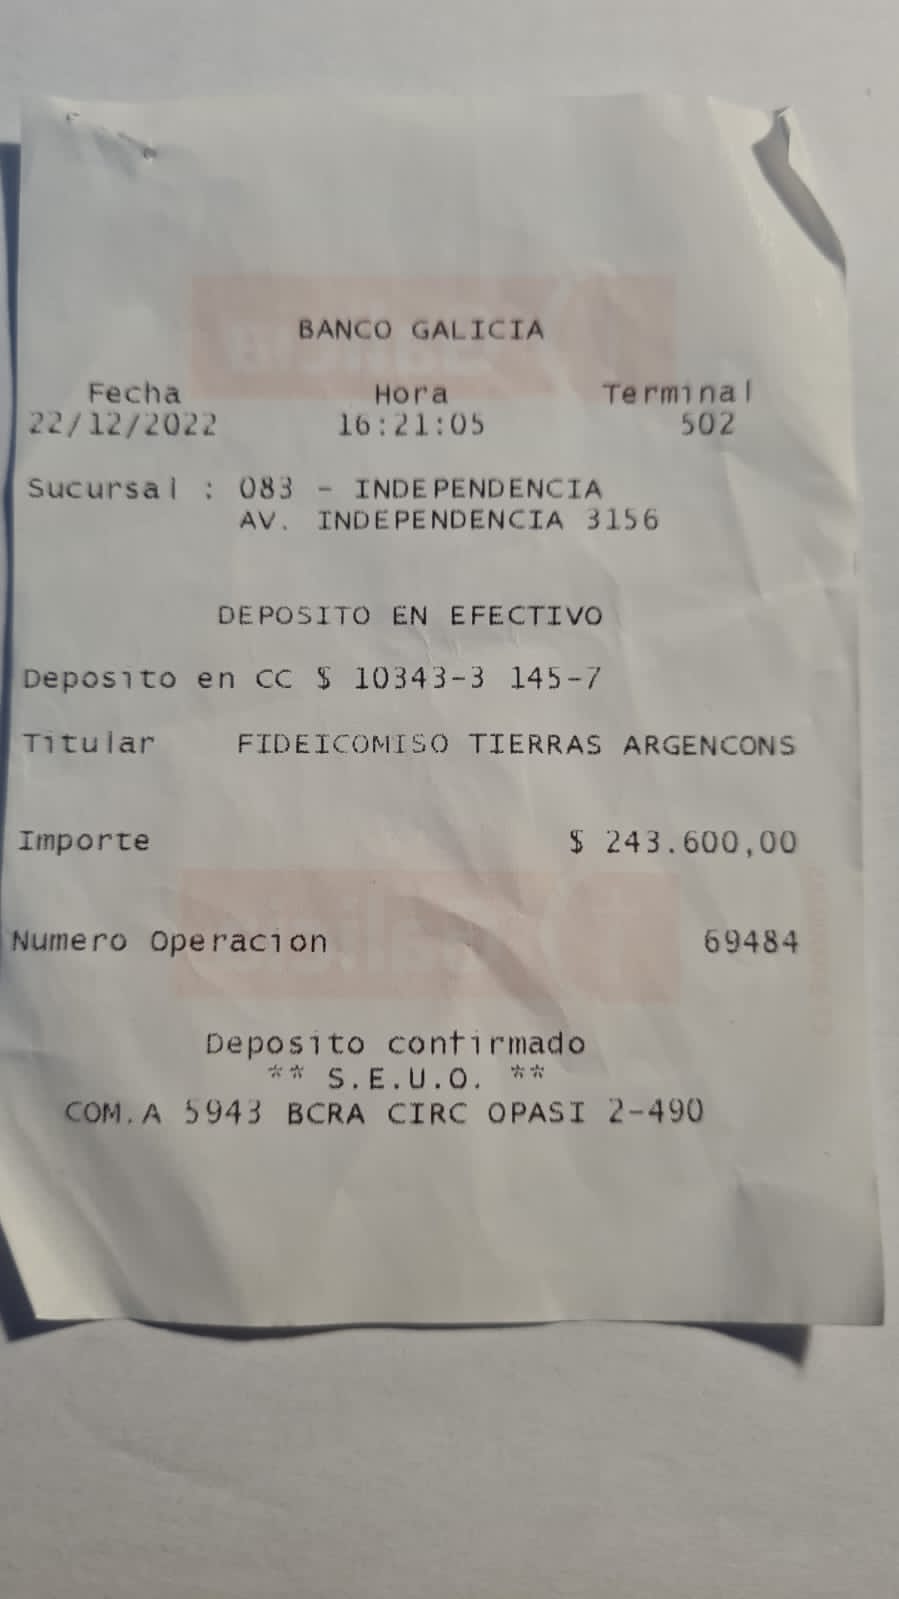 BANCO GALICIA
Fecha Hora Terminal
22/12/2022 16:21:05 502
Sucursal : 083 - INDEPENDENCIA
AV. INDEPENDENCIA 3156
DEPOSITO EN EFECTIVO
Deposito en CC $ 10343-3 145-7
Titular FIDEICOMISO TIERRAS ARGENCONS
Importe $ 243.600,00
Numero Operacion 69484
Deposito confirmado
** S.E.U.O. **
COM.A 5943 BCRA CIRC OPASI 2-490